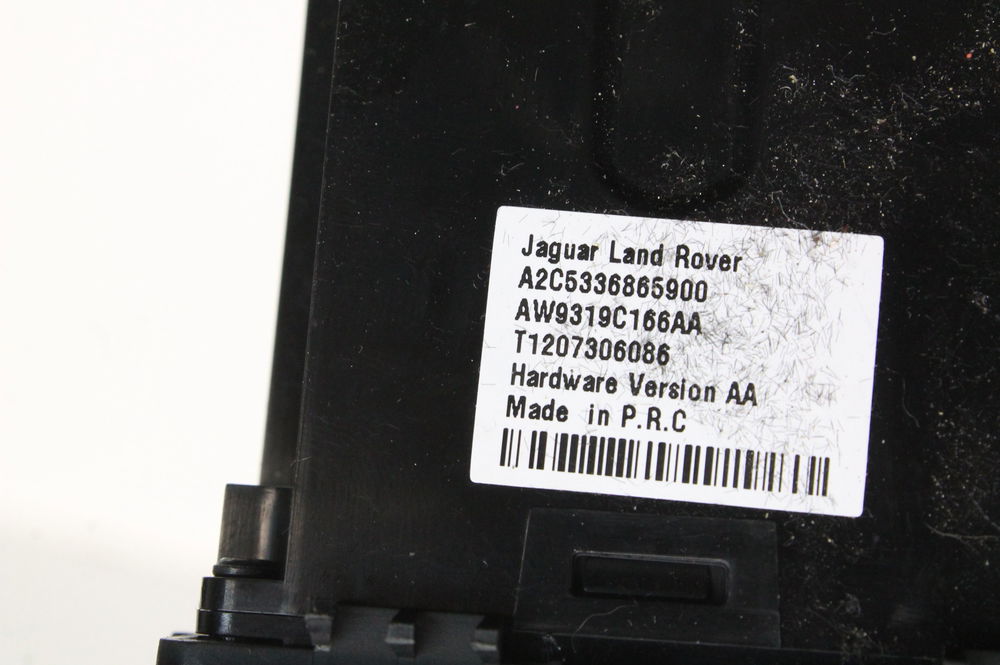 Jaguar Land Rover
A2C5336865900
AW9319C166AA
T1207306086
Hardware Version AA
Made in P.R.C